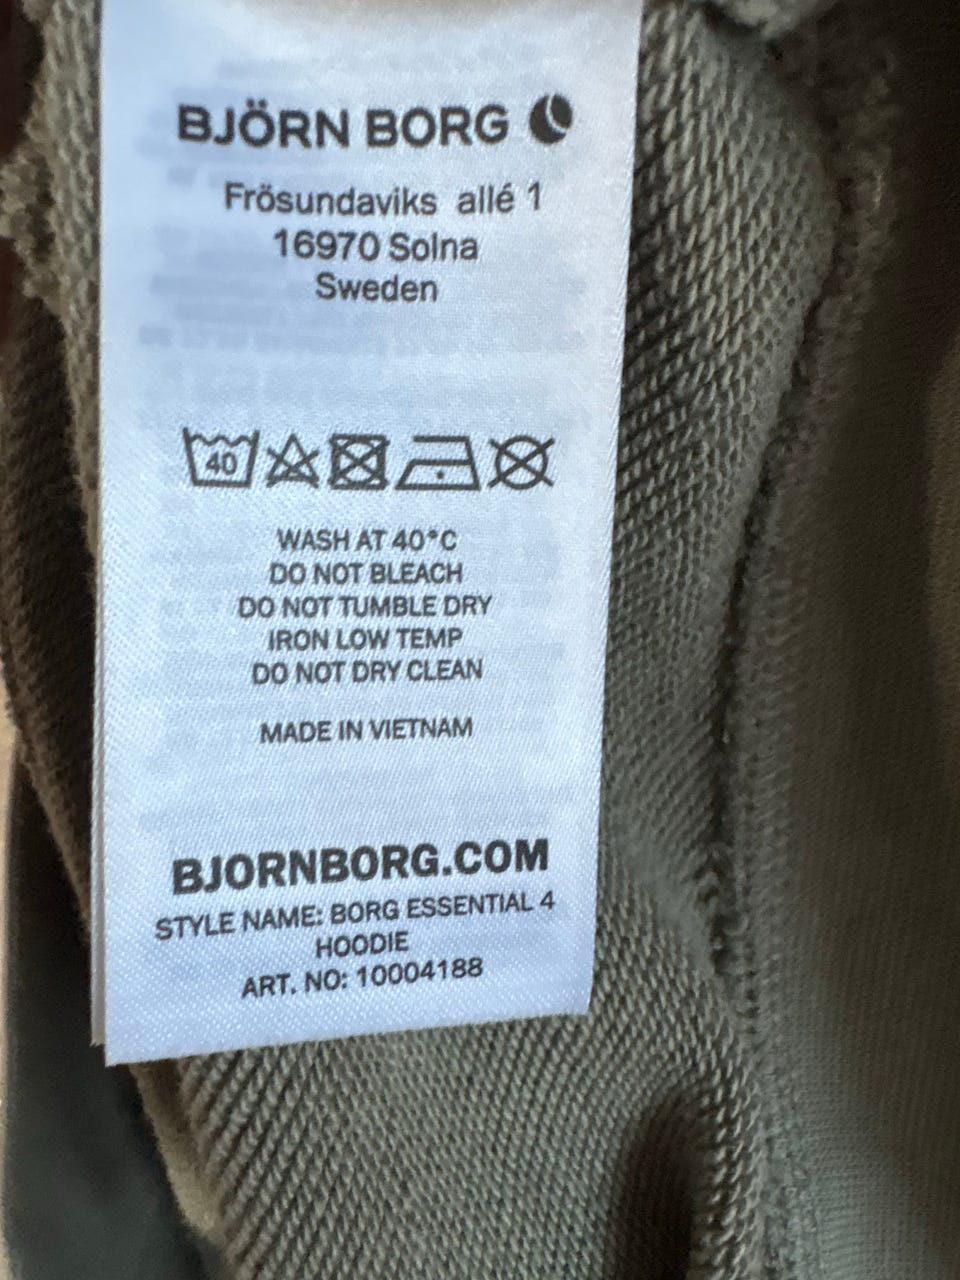 BJÖRN BORG
Frösundaviks allé 1
16970 Solna
Sweden
40
WASH AT 40°C
DO NOT BLEACH
DO NOT TUMBLE DRY
IRON LOW TEMP
DO NOT DRY CLEAN
MADE IN VIETNAM
BJORNBORG.COM
STYLE NAME: BORG ESSENTIAL 4
HOODIE
ART. NO: 10004188